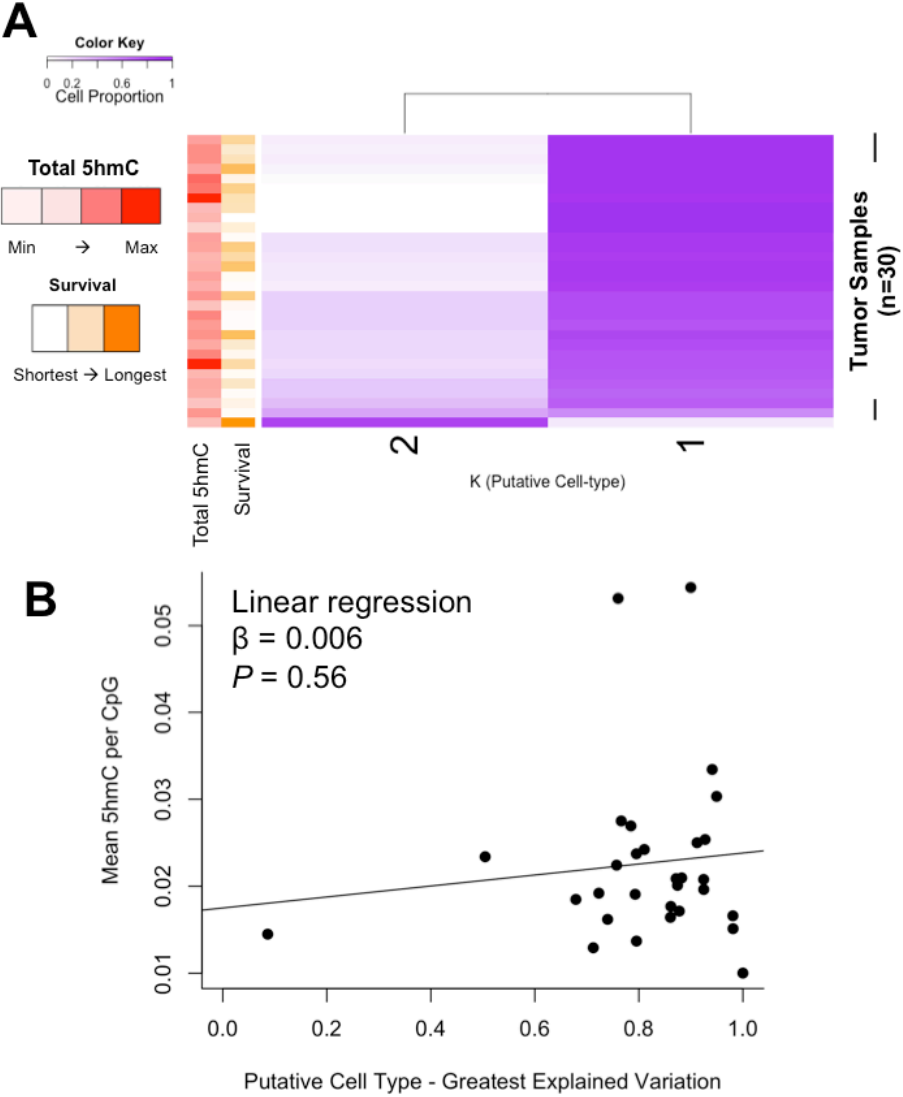 A
Color Key
0 0.2 0.6 1
Cell Proportion
Total 5hmC
Min → Max
Survival
Shortest → Longest
Tumor Samples
(n=30)
Total 5hmC
Survival
2
1
K (Putative Cell-type)
B
Linear regression
β = 0.006
P = 0.56
Mean 5hmC per CpG
0.05
0.04
0.03
0.02
0.01
0.0 0.2 0.4 0.6 0.8 1.0
Putative Cell Type - Greatest Explained Variation